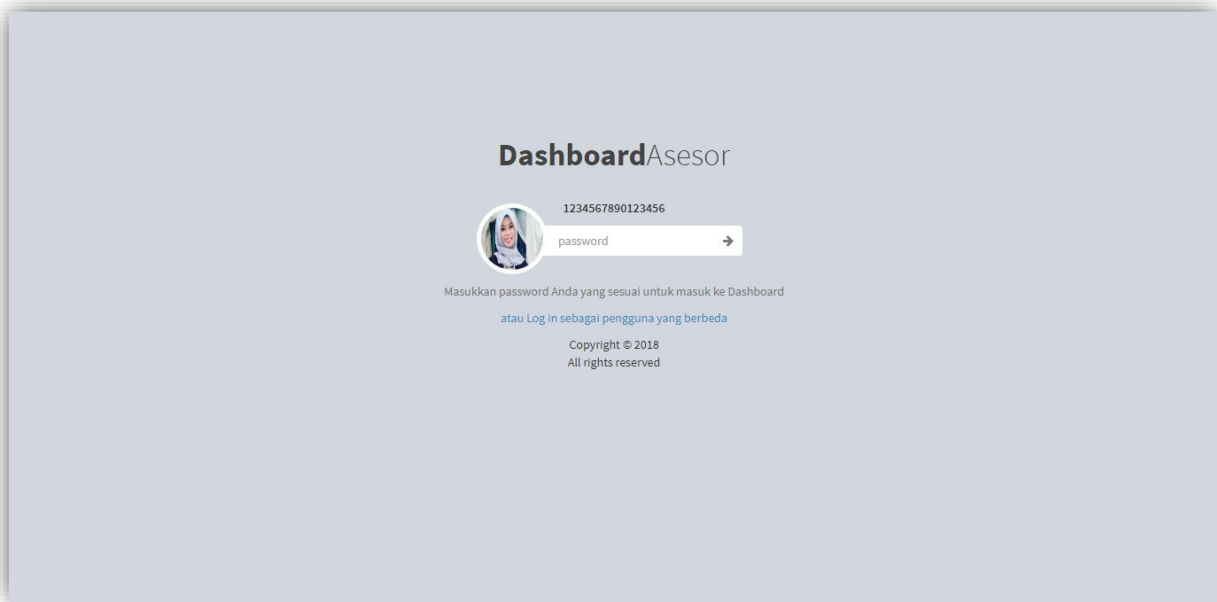 DashboardAsesor
1234567890123456
password
Masukkan password Anda yang sesuai untuk masuk ke Dashboard
atau Log in sebagai pengguna yang berbeda
Copyright © 2018
All rights reserved